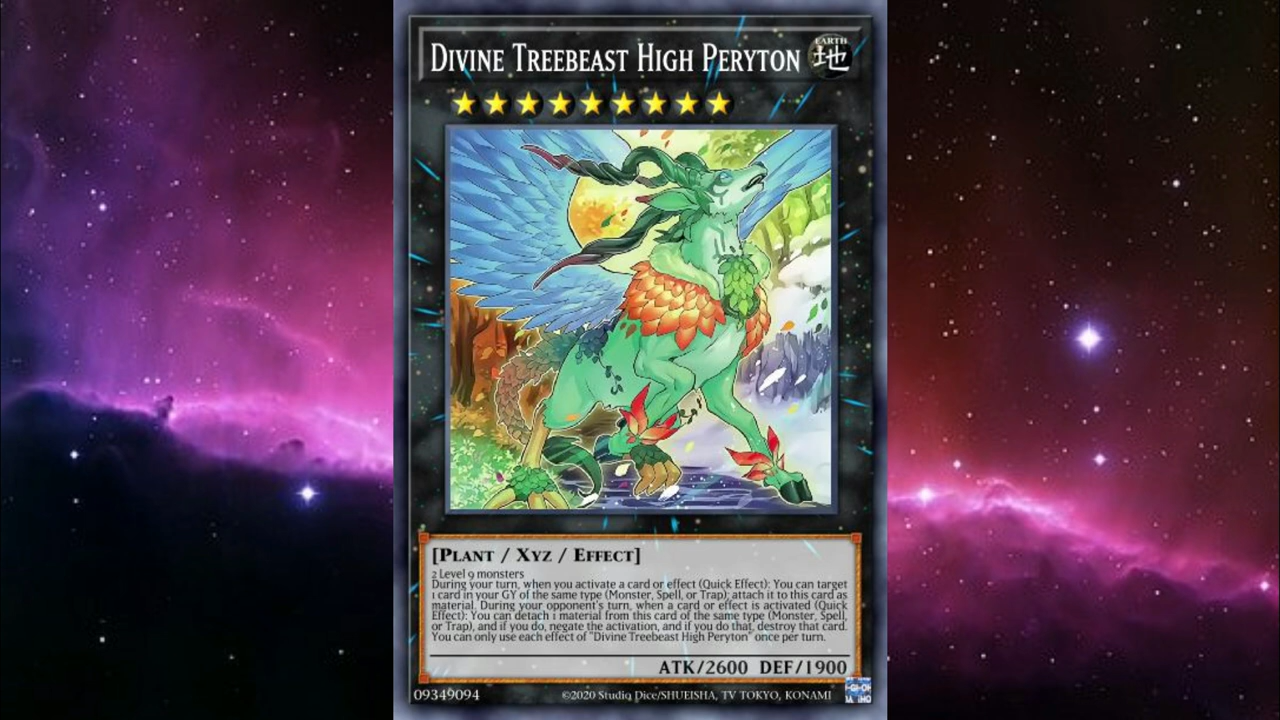 DIVINE TREEBEAST HIGH PERYTON
EARTH
地
[PLANT / XYZ / EFFECT]
2 Level 9 monsters
During your turn, when you activate a card or effect (Quick Effect): You can target
1 card in your GY of the same type (Monster, Spell, or Trap); attach it to this card as
material. During your opponent's turn, when a card or effect is activated (Quick
Effect): You can detach 1 material from this card of the same type (Monster, Spell,
or Trap), and if you do, negate the activation, and if you do that, destroy that card.
You can only use each effect of "Divine Treebeast High Peryton" once per turn.
ATK/2600 DEF/1900
09349094
©2020 Studio Dice/SHUEISHA, TV TOKYO, KONAMI